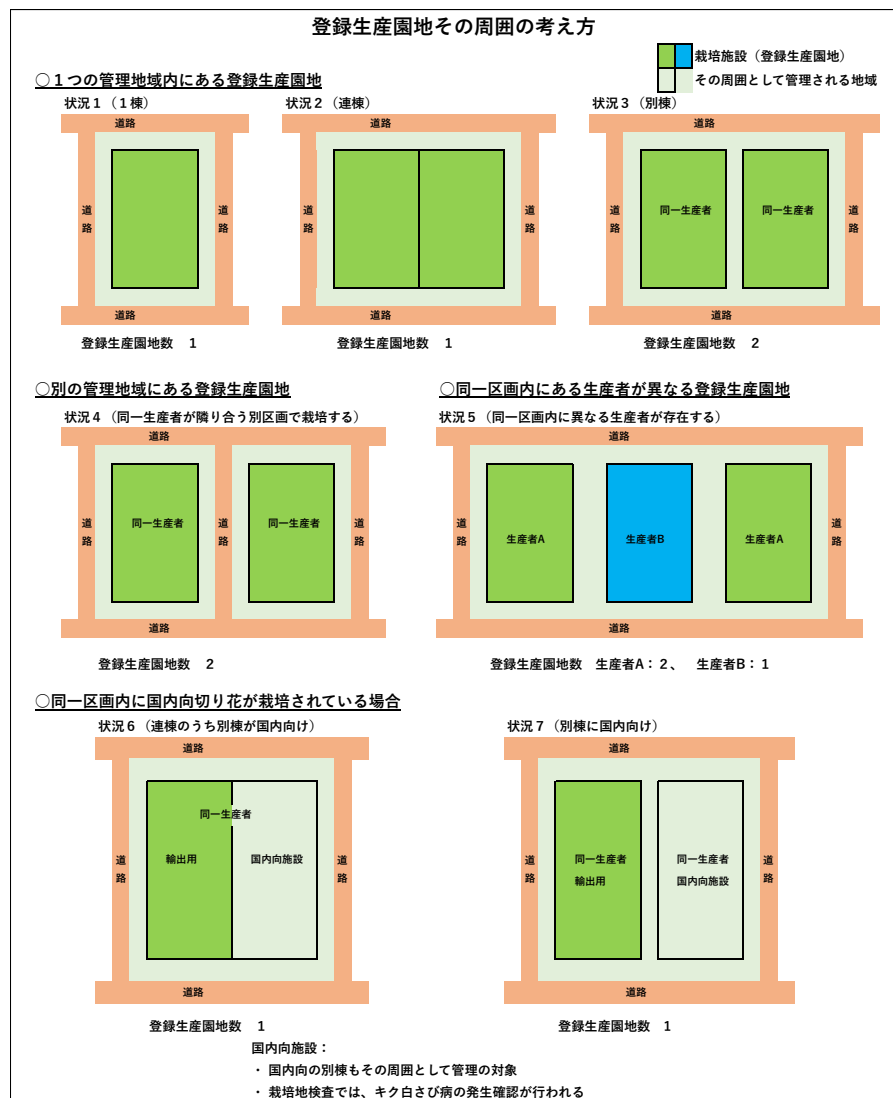 登録生産園地その周囲の考え方
栽培施設（登録生産園地）
その周囲として管理される地域
○１つの管理地域内にある登録生産園地
状況１（１棟）
道路
道路
道路
道路
登録生産園地数　1
状況２（連棟）
道路
道路
道路
道路
登録生産園地数　1
状況３（別棟）
道路
道路
同一生産者
同一生産者
道路
道路
登録生産園地数　2
○別の管理地域にある登録生産園地
状況４（同一生産者が隣り合う別区画で栽培する）
道路
道路
同一生産者
道路
同一生産者
道路
道路
登録生産園地数　2
○同一区画内にある生産者が異なる登録生産園地
状況５（同一区画内に異なる生産者が存在する）
道路
道路
生産者A
生産者B
生産者A
道路
道路
登録生産園地数　生産者A：２、　生産者B：１
○同一区画内に国内向切り花が栽培されている場合
状況６（連棟のうち別棟が国内向け）
道路
同一生産者
道路
輸出用
国内向施設
道路
道路
登録生産園地数　1
状況７（別棟に国内向け）
道路
道路
同一生産者
輸出用
同一生産者
国内向施設
道路
道路
登録生産園地数　1
国内向施設：
・ 国内向の別棟もその周囲として管理の対象
・ 栽培地検査では、キク白さび病の発生確認が行われる